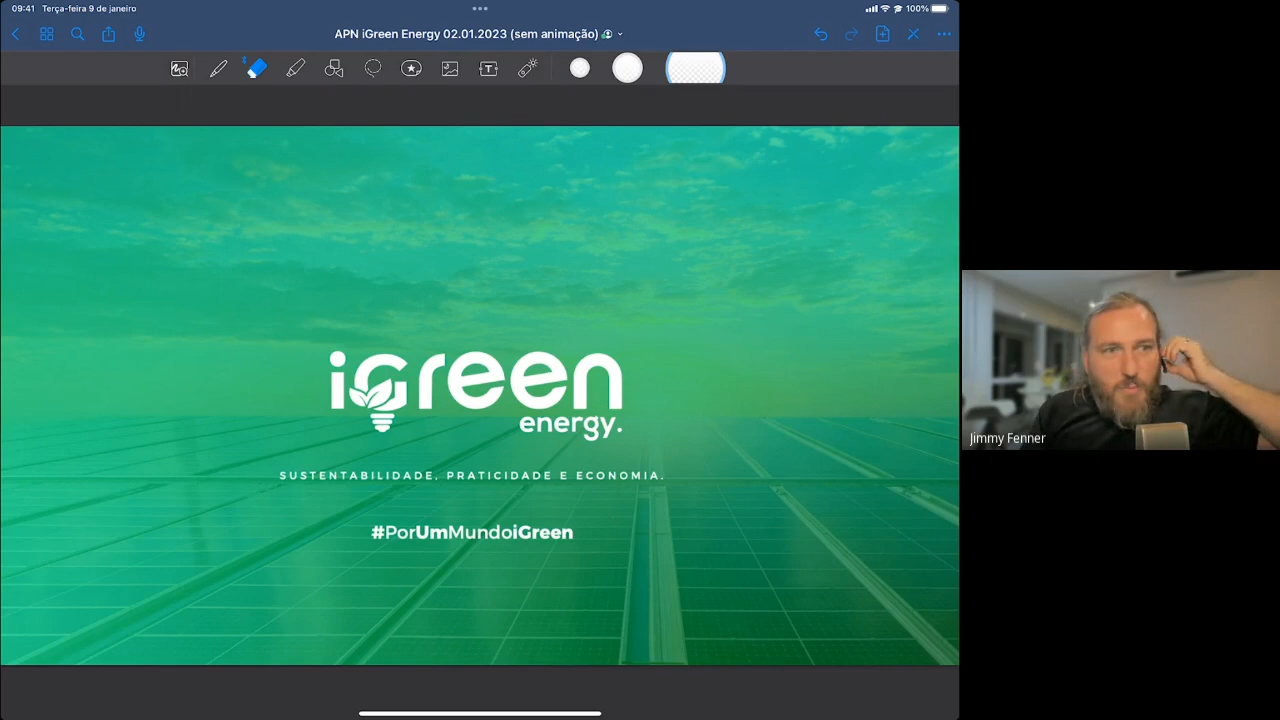 09:41 Terça-feira 9 de janeiro
100%
APN iGreen Energy 02.01.2023 (sem animação)
T
iGreen
energy.
SUSTENTABILIDADE, PRATICIDADE E ECONOMIA.
#PorUmMundoiGreen
Jimmy Fenner